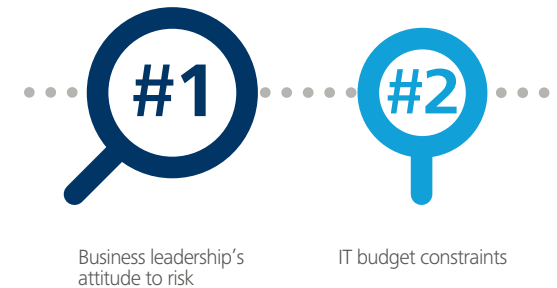 #1
#2
Business leadership's
attitude to risk
IT budget constraints